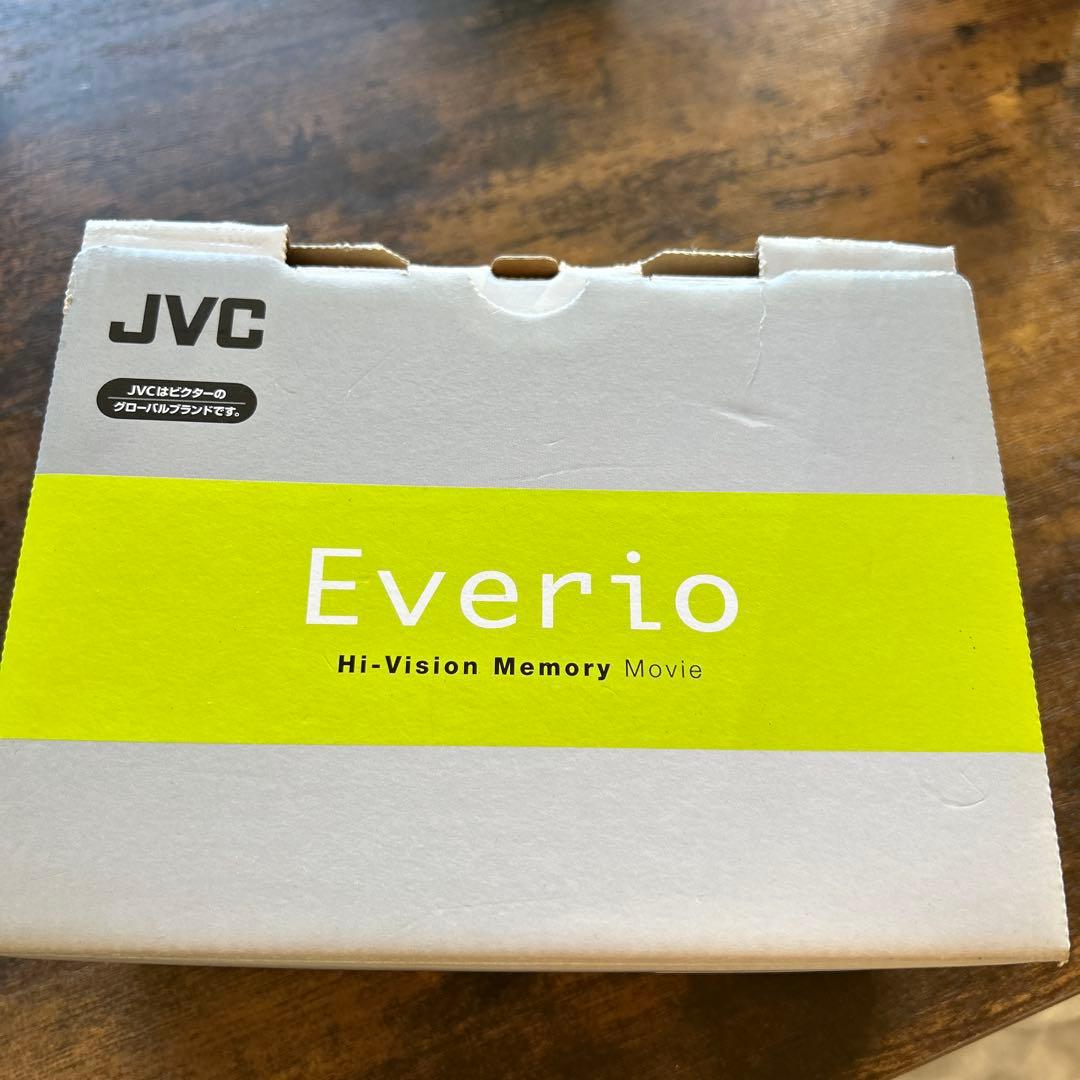 JVC
JVCはビクターの
グローバルブランドです。
Everio
Hi-Vision Memory Movie